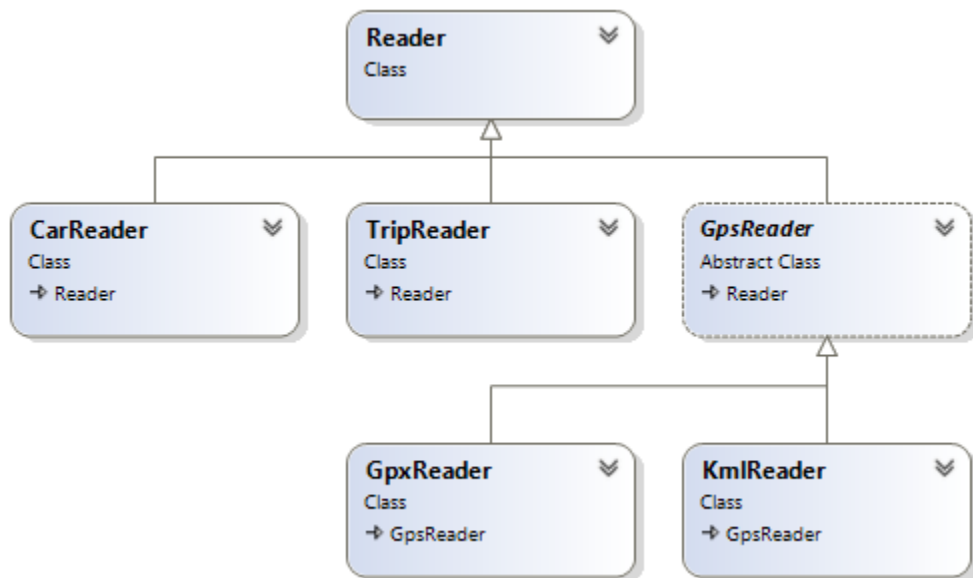 Reader
Class
CarReader
Class
Reader
TripReader
Class
Reader
GpsReader
Abstract Class
Reader
GpxReader
Class
GpsReader
KmlReader
Class
GpsReader